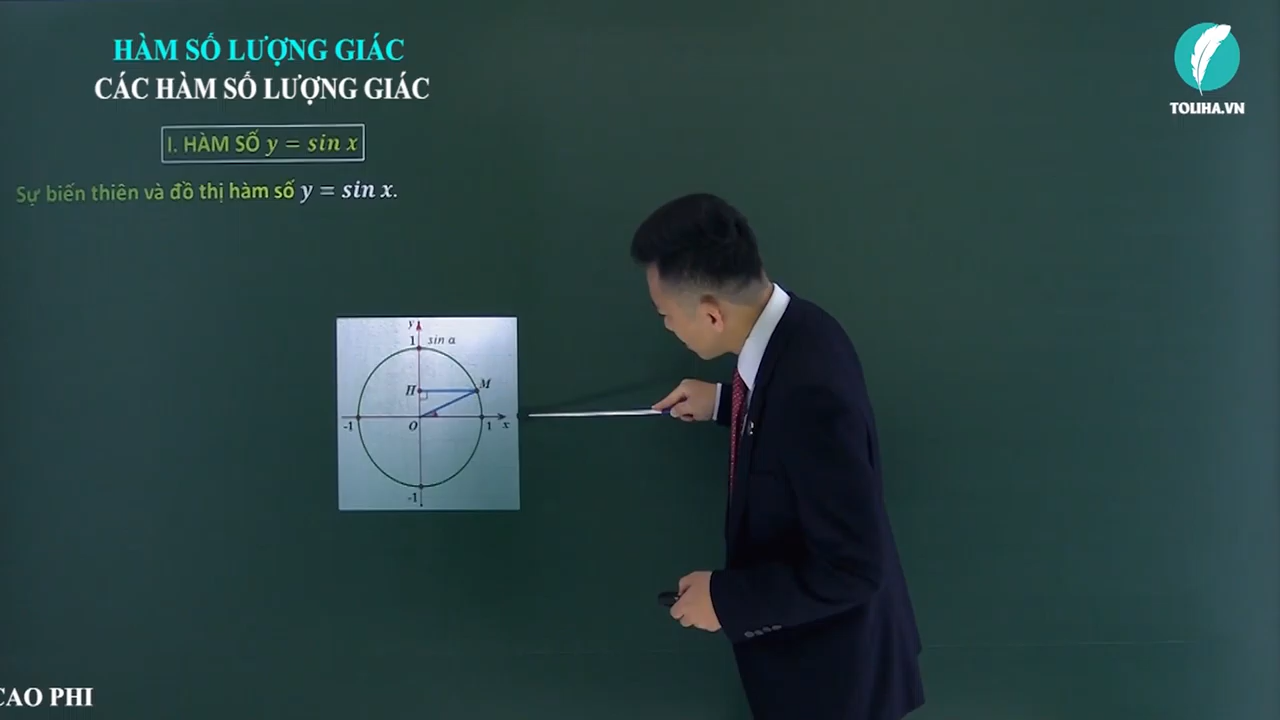 HÀM SỐ LƯỢNG GIÁC
CÁC HÀM SỐ LƯỢNG GIÁC
I. HÀM SỐ y = sin x
Sự biến thiên và đồ thị hàm số y = sin x.
TOLIHA.VN
y
1 sin α
H M
-1 O 1 x
-1
CAO PHI